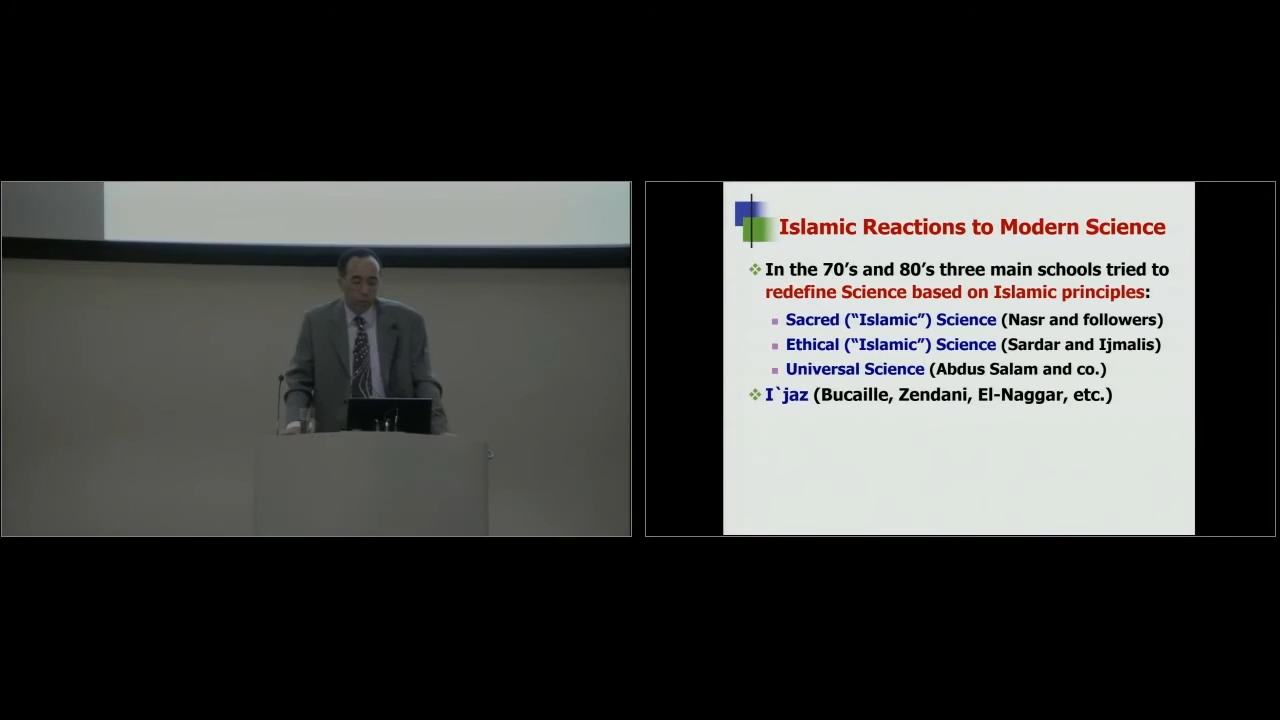 Islamic Reactions to Modern Science
In the 70's and 80's three main schools tried to
redefine Science based on Islamic principles:
Sacred ("Islamic") Science (Nasr and followers)
Ethical ("Islamic") Science (Sardar and Ijmalis)
Universal Science (Abdus Salam and co.)
I`jaz (Bucaille, Zendani, El-Naggar, etc.)